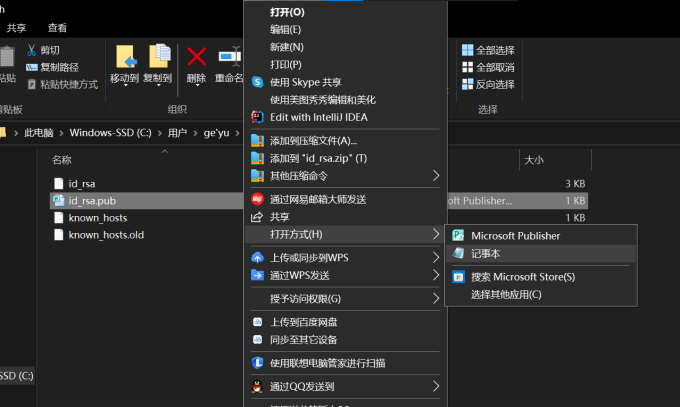 h
共享
查看
剪切
复制路径
粘贴快捷方式
粘贴
移动到
复制到
删除
重命名
组织
全部选择
全部取消
反向选择
选择
此电脑 › Windows-SSD (C:) › 用户 › ge'yu ›
名称
大小
id_rsa
3 KB
id_rsa.pub
oft Publisher...
1 KB
known_hosts
1 KB
known_hosts.old
1 KB
SSD (C:)
打开(O)
编辑(E)
新建(N)
打印(P)
使用 Skype 共享
使用美图秀秀编辑和美化
Edit with IntelliJ IDEA
添加到压缩文件(A)...
添加到 "id_rsa.zip" (T)
其他压缩命令
通过网易邮箱大师发送
共享
打开方式(H)
上传或同步到WPS
通过WPS发送
授予访问权限(G)
上传到百度网盘
同步至其它设备
使用联想电脑管家进行扫描
通过QQ发送到
Microsoft Publisher
记事本
搜索 Microsoft Store(S)
选择其他应用(C)